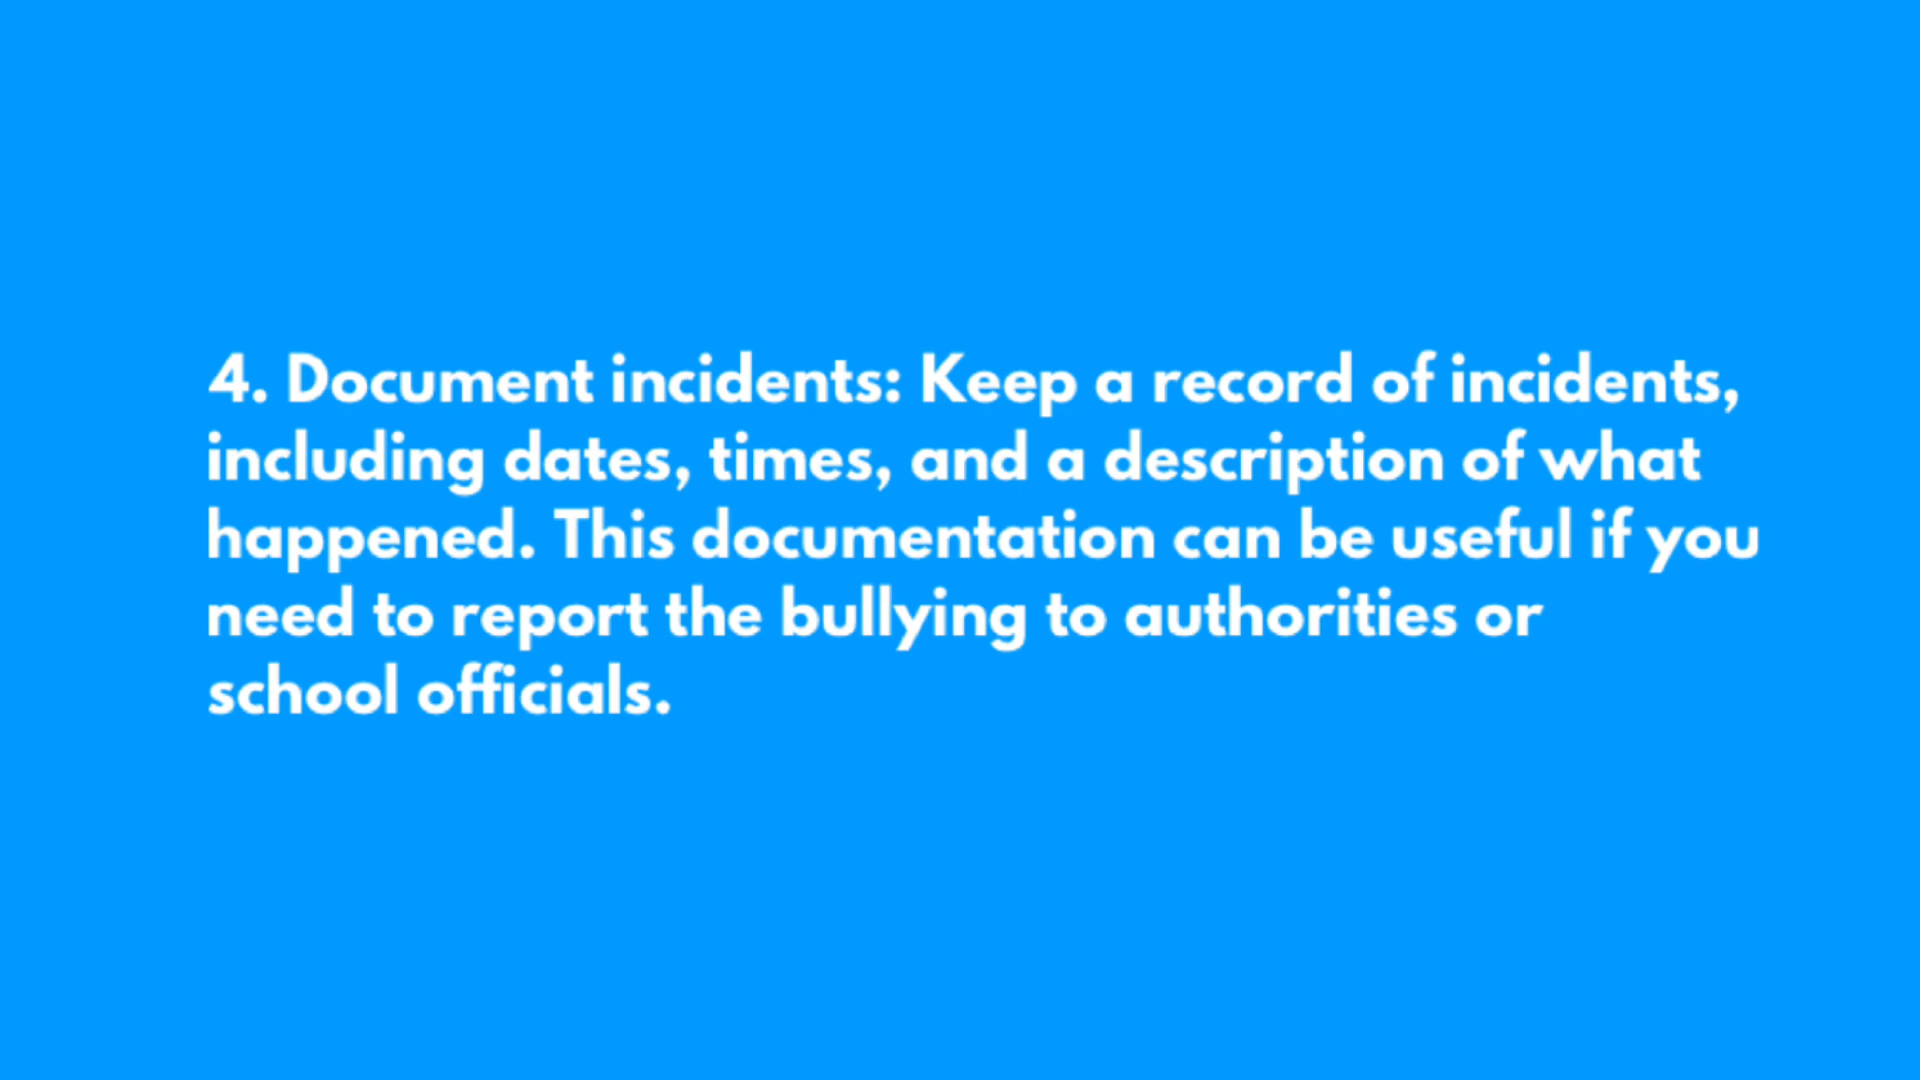 4. Document incidents: Keep a record of incidents,
including dates, times, and a description of what
happened. This documentation can be useful if you
need to report the bullying to authorities or
school officials.